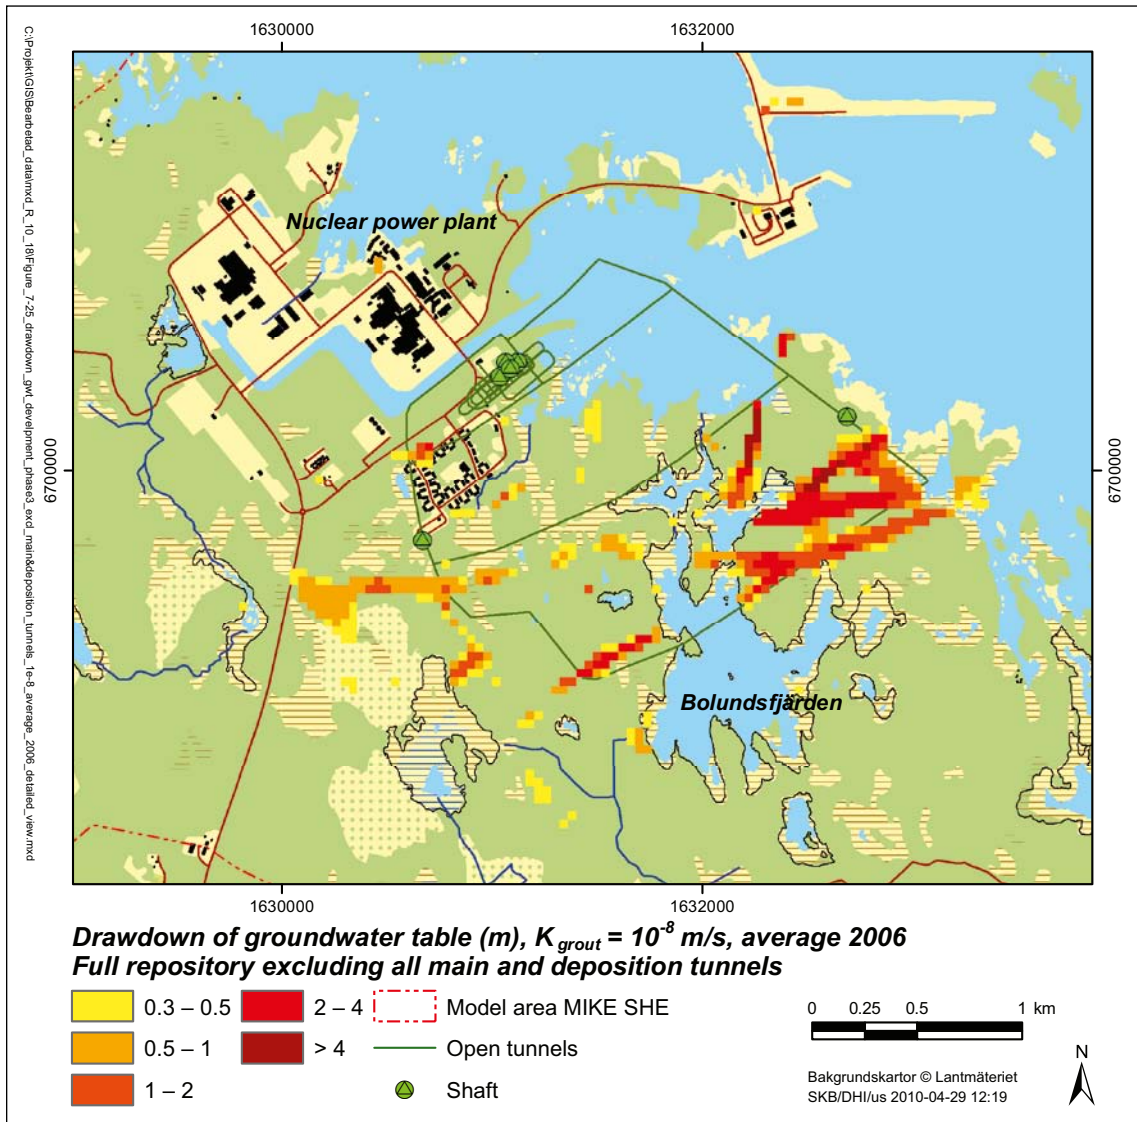 1630000
1632000
C:\Projekt\GIS\Bearbetad_data\mxd_R_10_18\Figure_7-25_drawdown_gwt_develpment_phase3_exd_main&deposition_tunnels_1e-8_average_2006_detailed_view.mxd
Nuclear power plant
6700000
6700000
Bolundsfjärden
1630000
1632000
Drawdown of groundwater table (m), K grout = 10-8 m/s, average 2006
Full repository excluding all main and deposition tunnels
0.3 – 0.5
2 – 4
Model area MIKE SHE
0.5 – 1
> 4
Open tunnels
1 – 2
Shaft
0 0.25 0.5 1 km
Bakgrundskartor © Lantmäteriet
SKB/DHI/us 2010-04-29 12:19
N